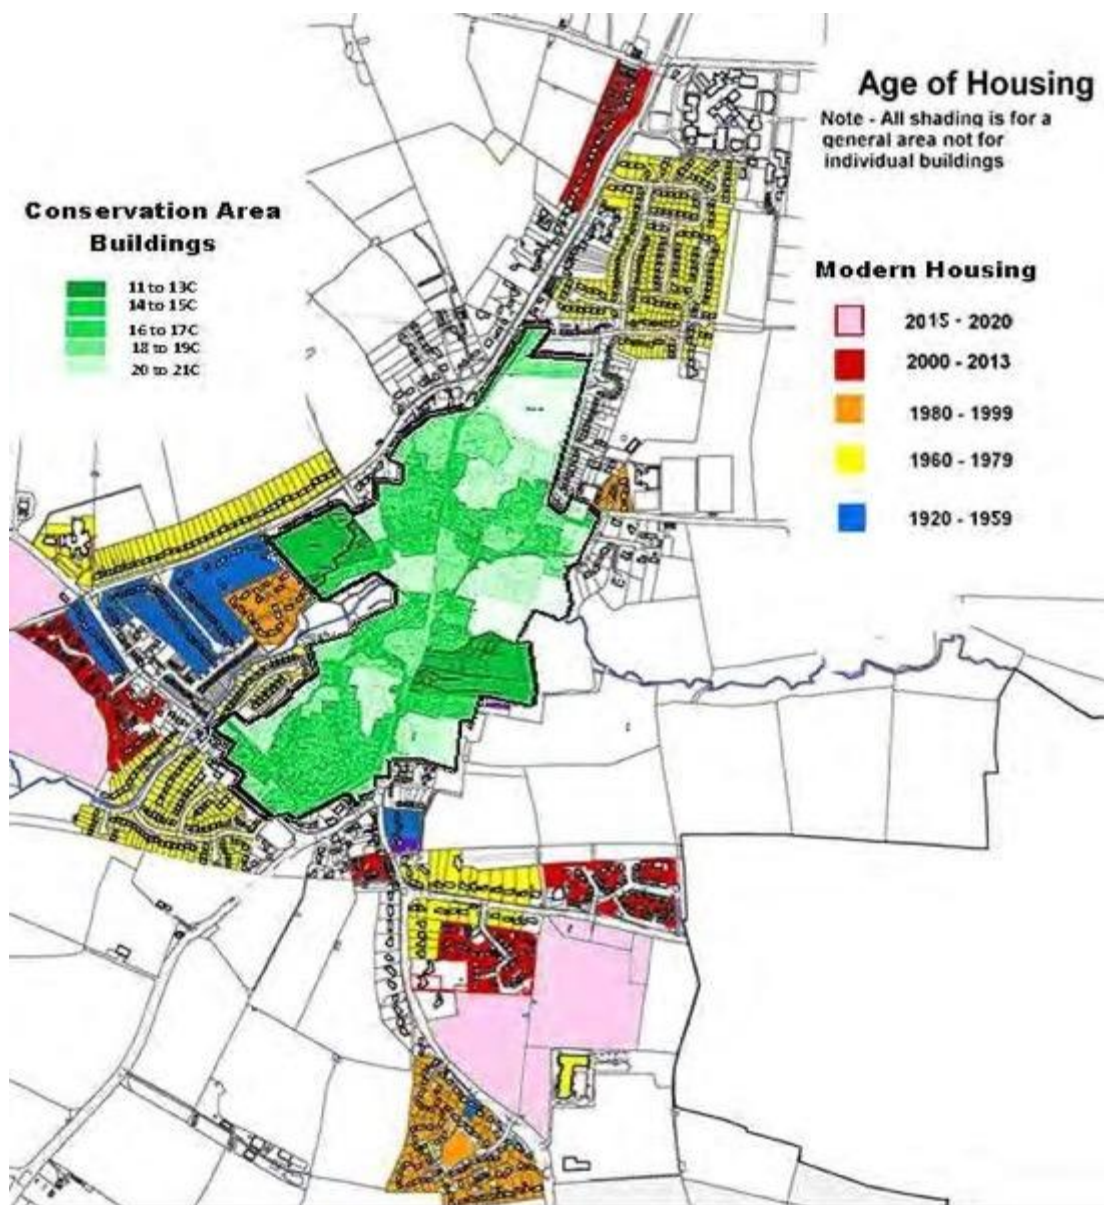 Age of Housing
Note - All shading is for a
general area not for
individual buildings
Conservation Area
Buildings
11 to 13C
14 to 15C
16 to 17C
18 to 19C
20 to 21C
Modern Housing
2015 - 2020
2000 - 2013
1980 - 1999
1960 - 1979
1920 - 1959